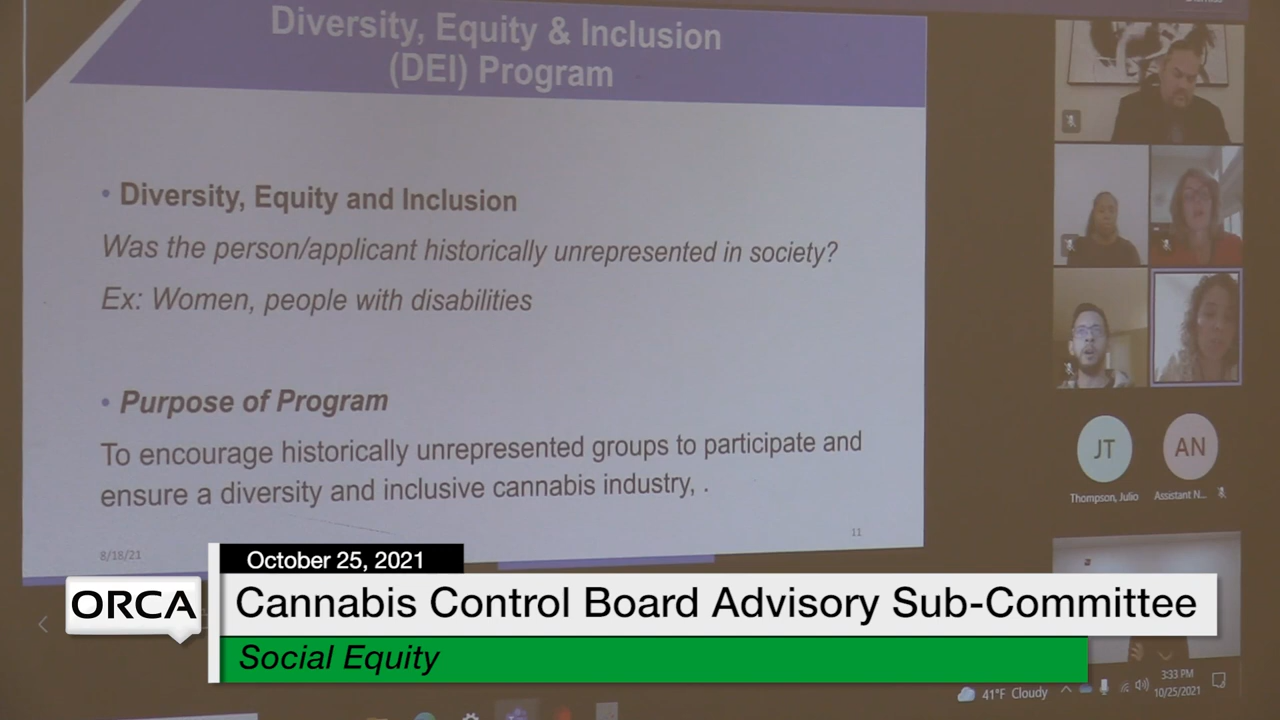 Diversity, Equity & Inclusion
(DEI) Program
• Diversity, Equity and Inclusion
Was the person/applicant historically unrepresented in society?
Ex: Women, people with disabilities
• Purpose of Program
To encourage historically unrepresented groups to participate and
ensure a diversity and inclusive cannabis industry, .
8/18/21
11
JT
AN
Thompson, Julio
Assistant N...
October 25, 2021
ORCA
Cannabis Control Board Advisory Sub-Committee
Social Equity
41°F Cloudy
3:33 PM
10/25/2021